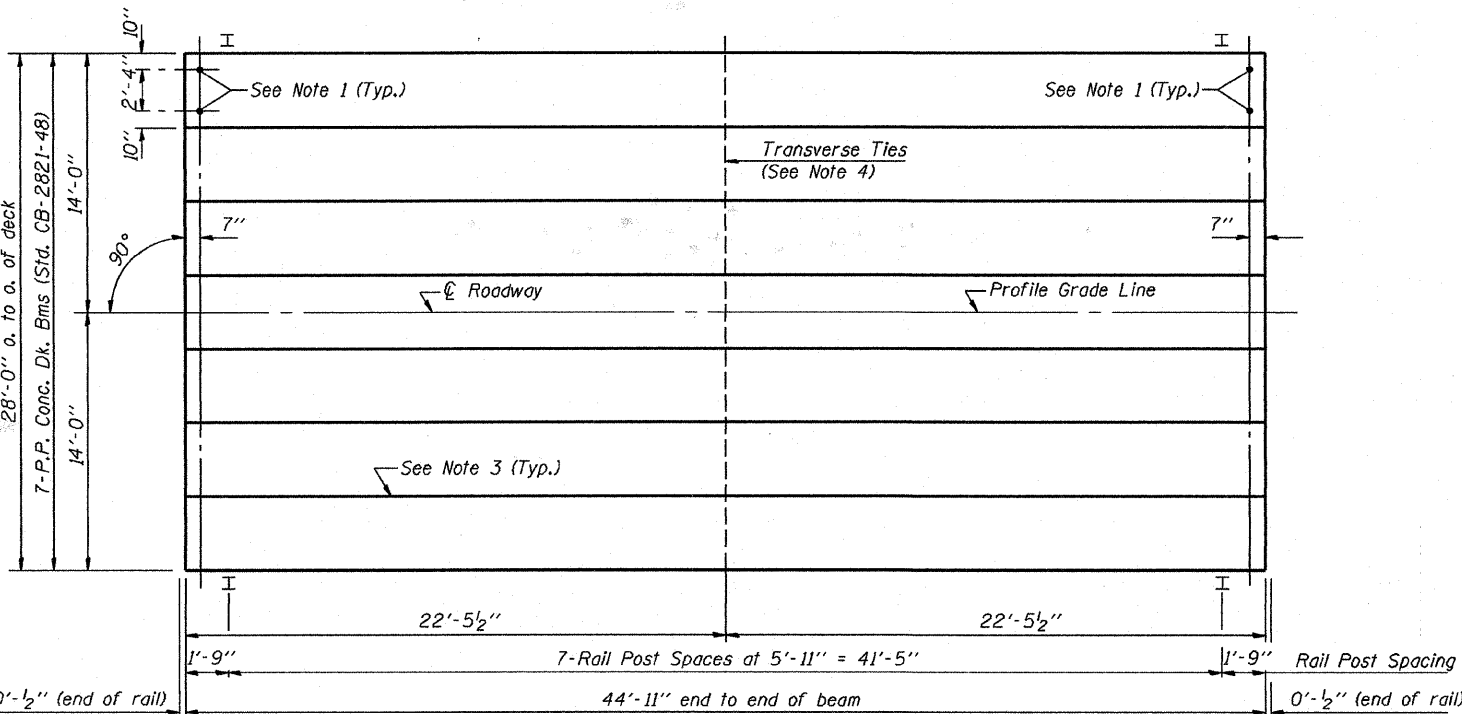 10"
2'-4"
10"
I
I
See Note 1 (Typ.)
See Note 1 (Typ.)
Transverse Ties
(See Note 4)
28'-0" o. to o. of deck
7-P.P. Conc. Dk. Bms (Std. CB-2821-48)
14'-0"
14'-0"
90°
7"
7"
℄ Roadway
Profile Grade Line
See Note 3 (Typ.)
I
I
22'-5½"
22'-5½"
1'-9"
7-Rail Post Spaces at 5'-11" = 41'-5"
1'-9"
Rail Post Spacing
0'-½" (end of rail)
44'-11" end to end of beam
0'-½" (end of rail)